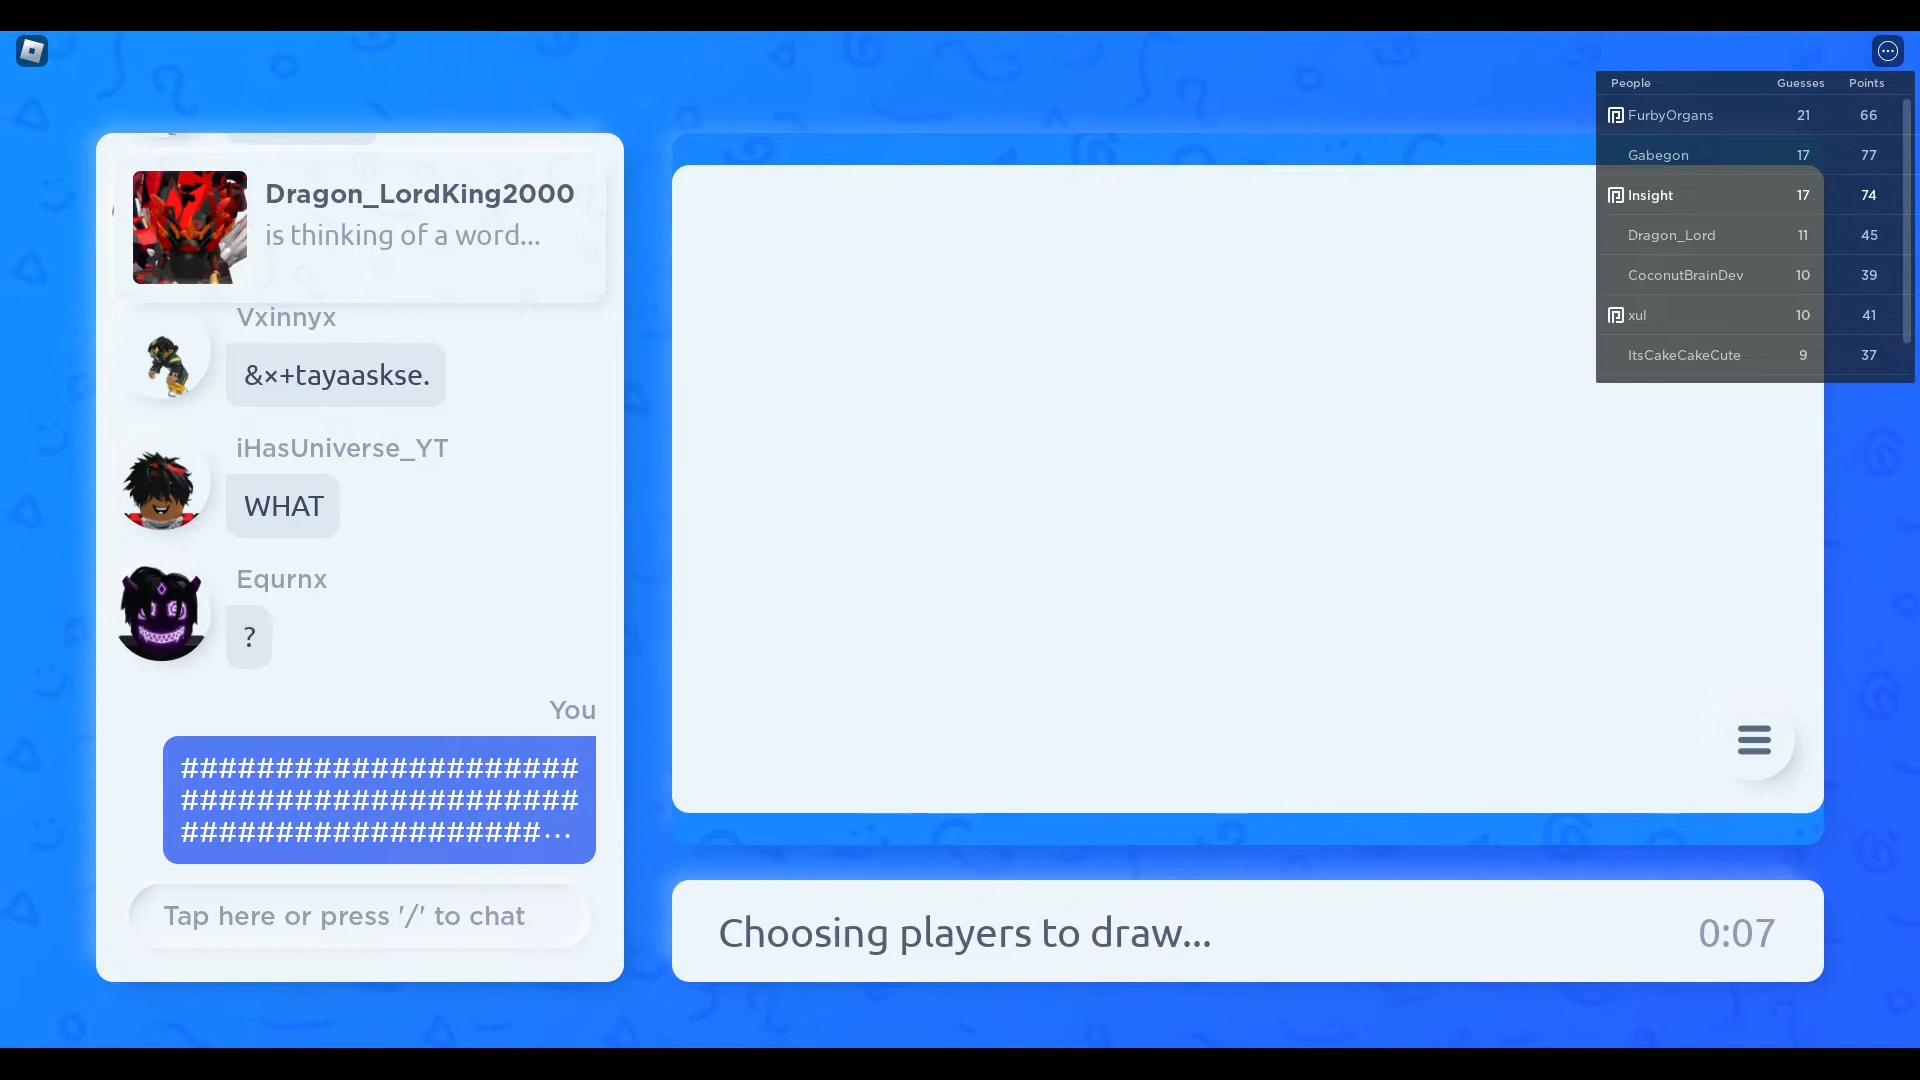 Dragon_LordKing2000
is thinking of a word...
Vxinnyx
&×+tayaaskse.
iHasUniverse_YT
WHAT
Equrnx
?
You
#####################
#####################
###################...
Tap here or press '/' to chat
Choosing players to draw...
0:07
People Guesses Points
FurbyOrgans 21 66
Gabegon 17 77
Insight 17 74
Dragon_Lord 11 45
CoconutBrainDev 10 39
xul 10 41
ItsCakeCakeCute 9 37